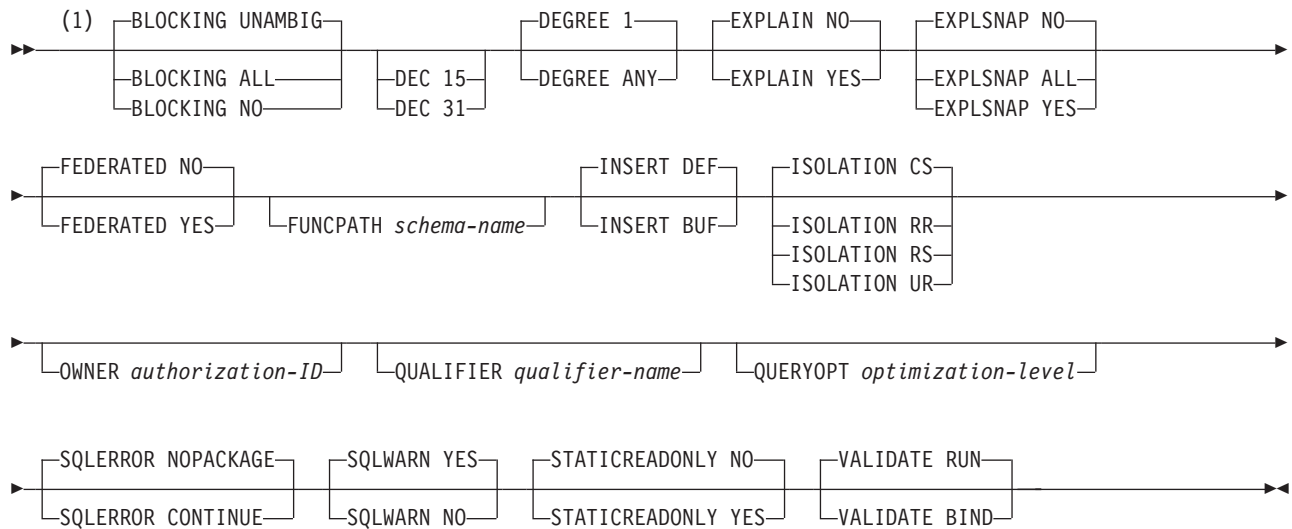 (1) BLOCKING UNAMBIG DEGREE 1 EXPLAIN NO EXPLSNAP NO
BLOCKING ALL DEC 15 DEGREE ANY EXPLAIN YES EXPLSNAP ALL
BLOCKING NO DEC 31 EXPLSNAP YES
FEDERATED NO INSERT DEF ISOLATION CS
FEDERATED YES FUNCPATH schema-name INSERT BUF ISOLATION RR
ISOLATION RS
ISOLATION UR
OWNER authorization-ID QUALIFIER qualifier-name QUERYOPT optimization-level
SQLERROR NOPACKAGE SQLWARN YES STATICREADONLY NO VALIDATE RUN
SQLERROR CONTINUE SQLWARN NO STATICREADONLY YES VALIDATE BIND